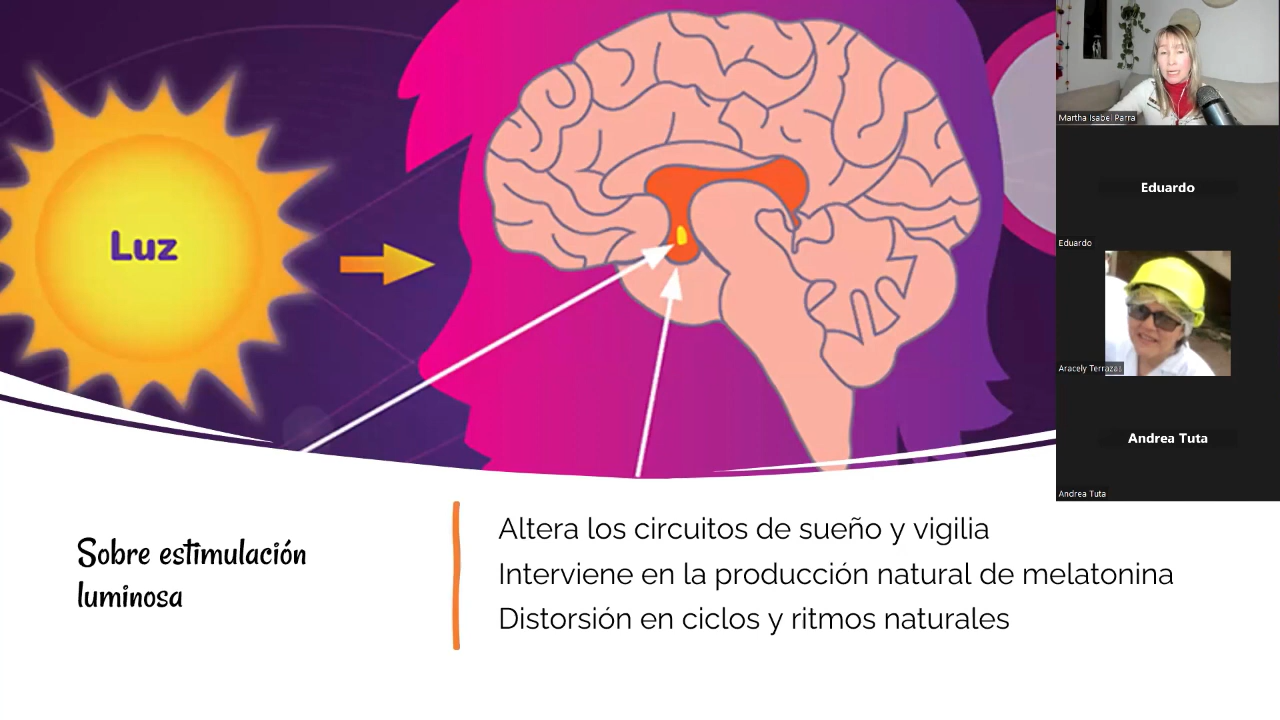 Luz
Sobre estimulación
luminosa
Altera los circuitos de sueño y vigilia
Interviene en la producción natural de melatonina
Distorsión en ciclos y ritmos naturales
Martha Isabel Parra
Eduardo
Eduardo
Aracely Terrazas
Andrea Tuta
Andrea Tuta